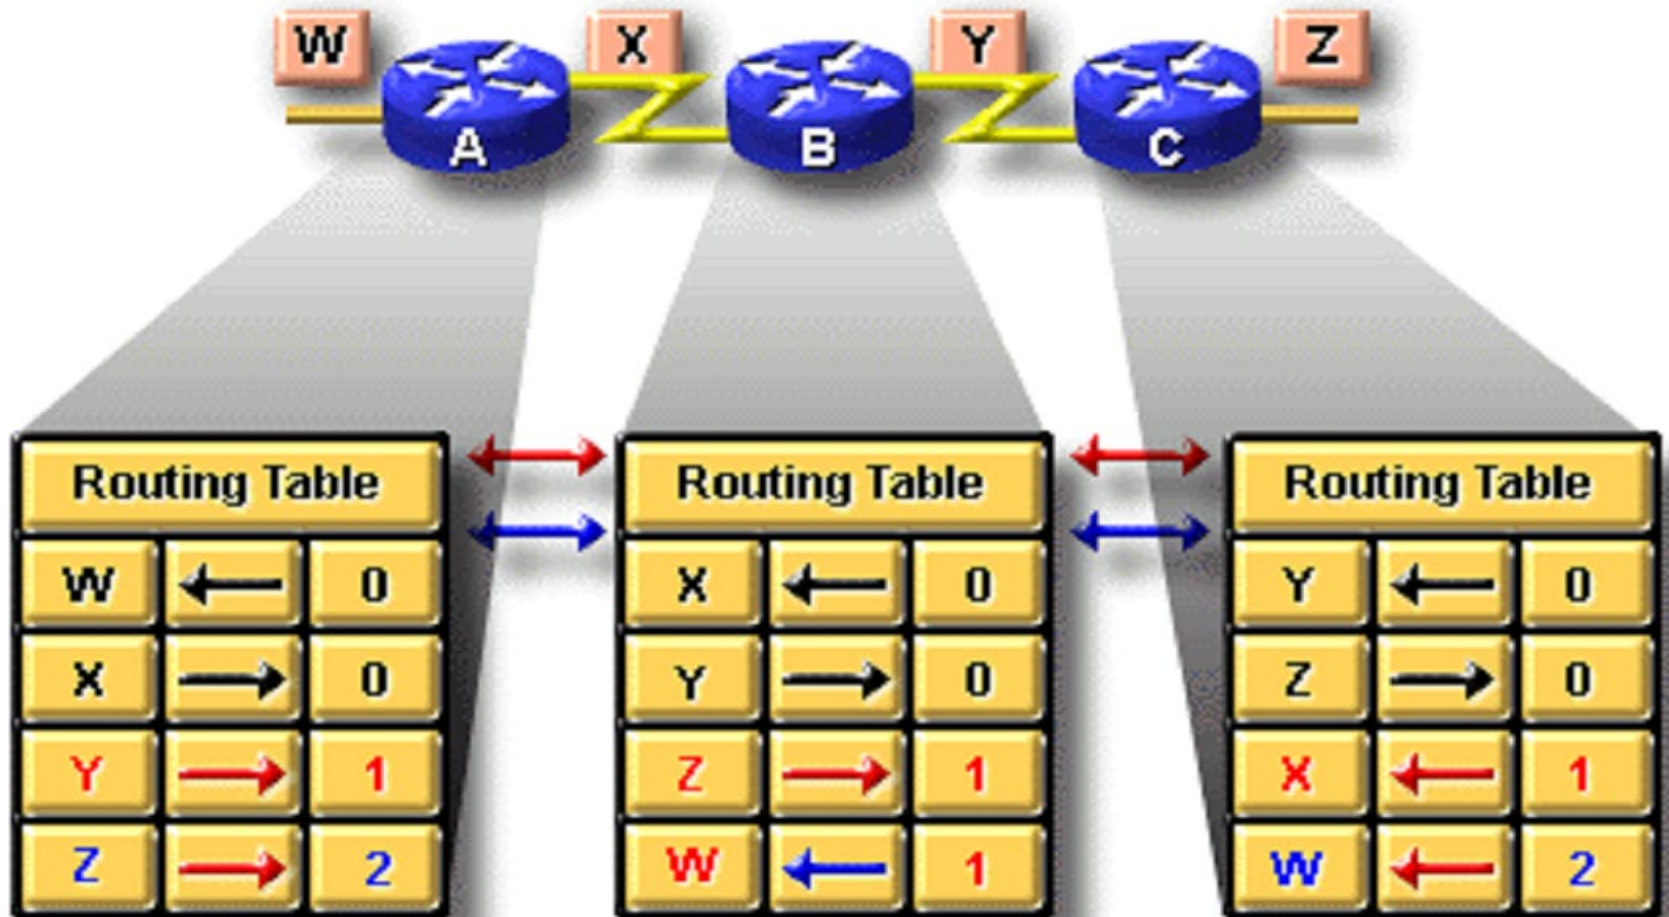 W X Y Z
A B C
Routing Table Routing Table Routing Table
W 0 X 0 Y 0
X 0 Y 0 Z 0
Y 1 Z 1 X 1
Z 2 W 1 W 2